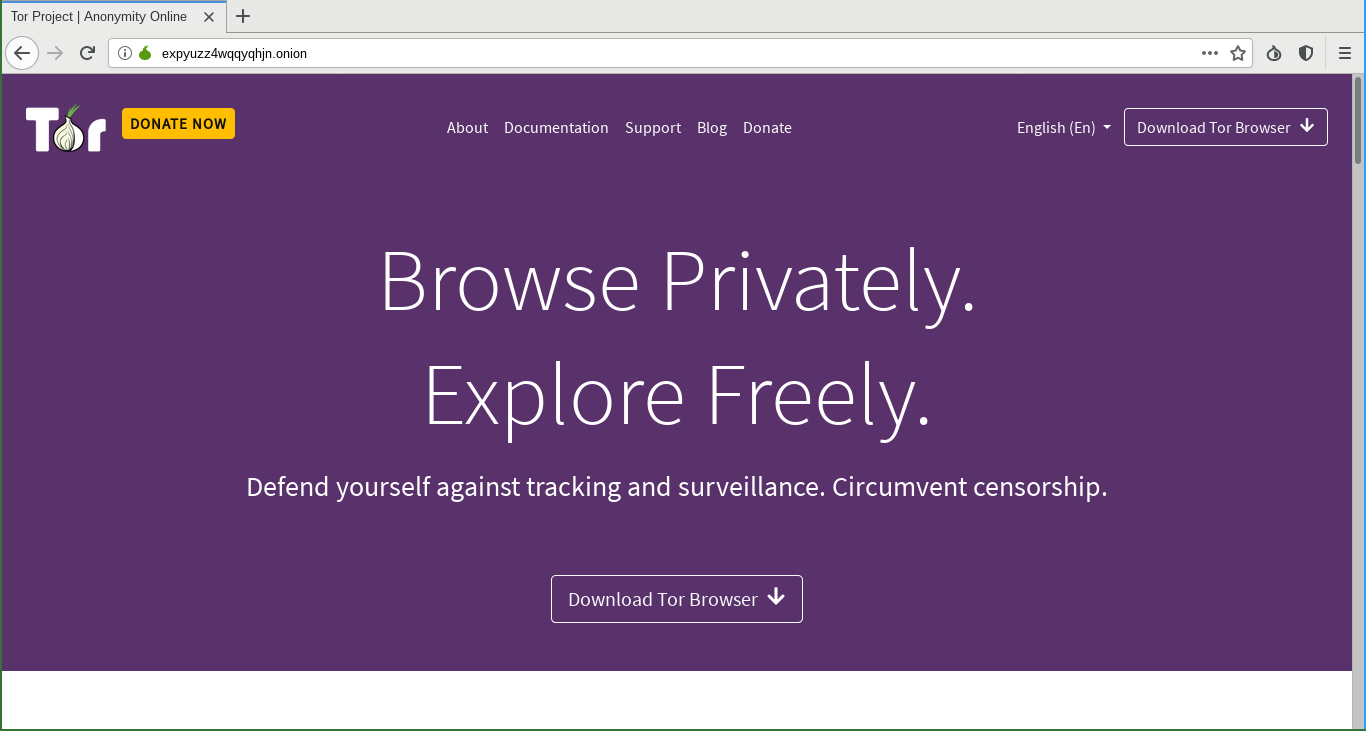 Tor Project | Anonymity Online
expyuzz4wqqyqhjn.onion
Tor
DONATE NOW
About Documentation Support Blog Donate
English (En)
Download Tor Browser
Browse Privately.
Explore Freely.
Defend yourself against tracking and surveillance. Circumvent censorship.
Download Tor Browser